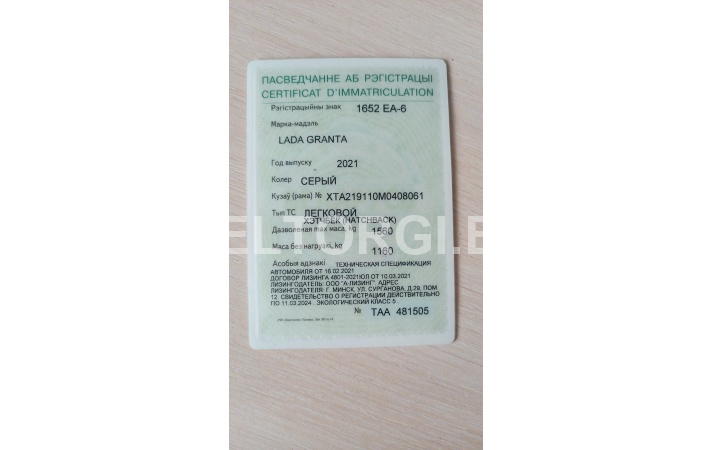 ПАСВЕДЧАННЕ АБ РЭГІСТРАЦЫІ
CERTIFICAT D'IMMATRICULATION
Рэгістрацыйны знак 1652 EA-6
Марка-мадэль
LADA GRANTA
Год выпуску 2021
Колер СЕРЫЙ
Кузаў (рама) № XTA219110M0408061
Тып ТС ЛЕГКОВОЙ
ХЭТЧБЕК (HATCHBACK)
Дазволеная max маса, kg 1560
Маса без нагрузкі, kg 1160
Асобыя адзнакі ТЕХНИЧЕСКАЯ СПЕЦИФИКАЦИЯ
АВТОМОБИЛЯ ОТ 16.02.2021
ДОГОВОР ЛИЗИНГА 4801-2021ЮЛ ОТ 10.03.2021
ЛИЗИНГОДАТЕЛЬ: ООО "А-ЛИЗИНГ" АДРЕС
ЛИЗИНГОДАТЕЛЯ: Г. МИНСК, УЛ. СУРГАНОВА, Д.29, ПОМ.
12 СВИДЕТЕЛЬСТВО О РЕГИСТРАЦИИ ДЕЙСТВИТЕЛЬНО
ПО 11.03.2024 . ЭКОЛОГИЧЕСКИЙ КЛАСС 5
№ TAA 481505
ELTORGI.B